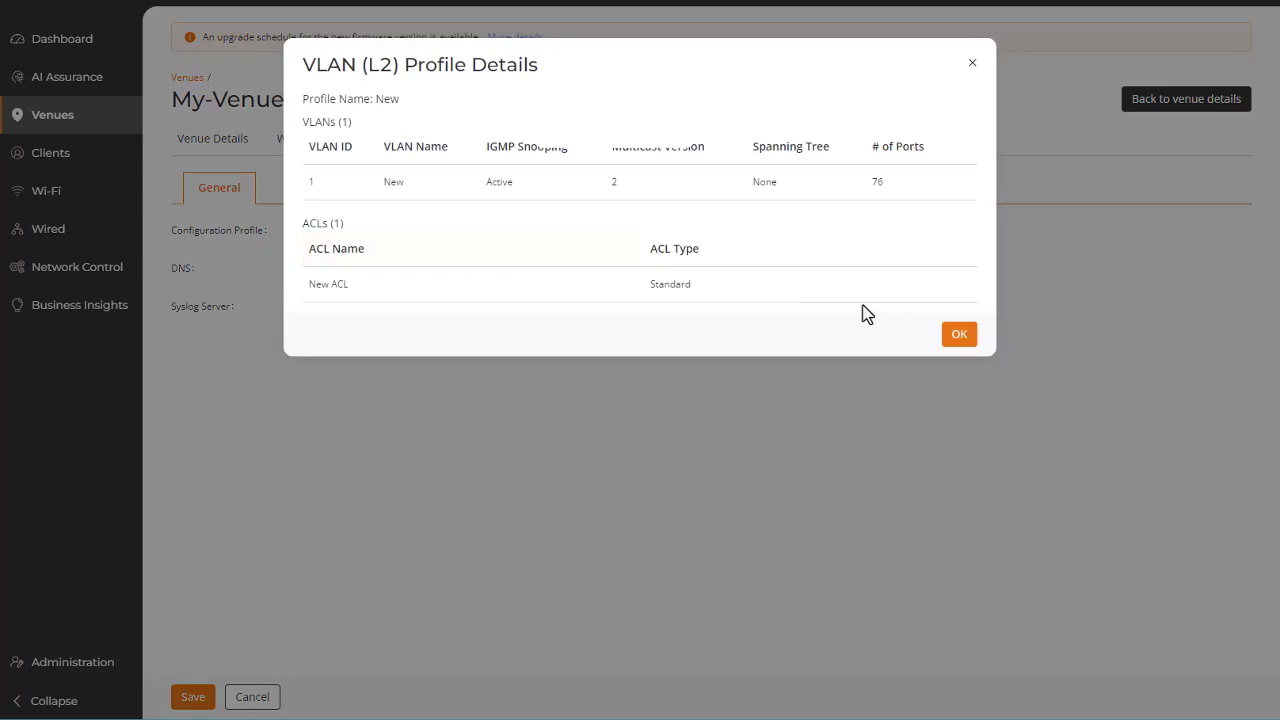 Dashboard
AI Assurance
Venues
Clients
Wi-Fi
Wired
Network Control
Business Insights
Administration
Collapse
An upgrade schedule for the new firmware version is available. More details
Venues /
My-Venue
Back to venue details
Venue Details
General
Configuration Profile:
DNS:
Syslog Server:
VLAN (L2) Profile Details
Profile Name: New
VLANs (1)
VLAN ID VLAN Name IGMP Snooping Multicast Version Spanning Tree # of Ports
1 New Active 2 None 76
ACLs (1)
ACL Name ACL Type
New ACL Standard
OK
Save Cancel